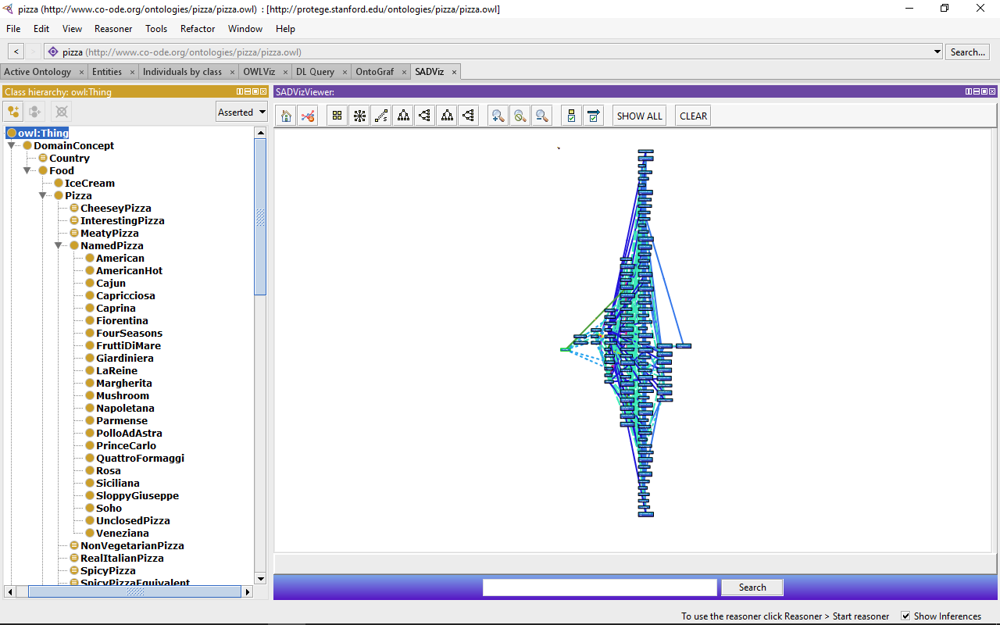 pizza (http://www.co-ode.org/ontologies/pizza/pizza.owl) : [http://protege.stanford.edu/ontologies/pizza/pizza.owl]
File Edit View Reasoner Tools Refactor Window Help
< > pizza (http://www.co-ode.org/ontologies/pizza/pizza.owl) Search...
Active Ontology × Entities × Individuals by class × OWLViz × DL Query × OntoGraf × SADViz ×
Class hierarchy: owl:Thing
SADVizViewer:
Asserted
SHOW ALL CLEAR
owl:Thing
DomainConcept
Country
Food
IceCream
Pizza
CheeseyPizza
InterestingPizza
MeatyPizza
NamedPizza
American
AmericanHot
Cajun
Capricciosa
Caprina
Fiorentina
FourSeasons
FruttiDiMare
Giardiniera
LaReine
Margherita
Mushroom
Napoletana
Parmense
PolloAdAstra
PrinceCarlo
QuattroFormaggi
Rosa
Siciliana
SloppyGiuseppe
Soho
UnclosedPizza
Veneziana
NonVegetarianPizza
RealItalianPizza
SpicyPizza
SpicyPizzaEquivalent
Search
To use the reasoner click Reasoner > Start reasoner Show Inferences